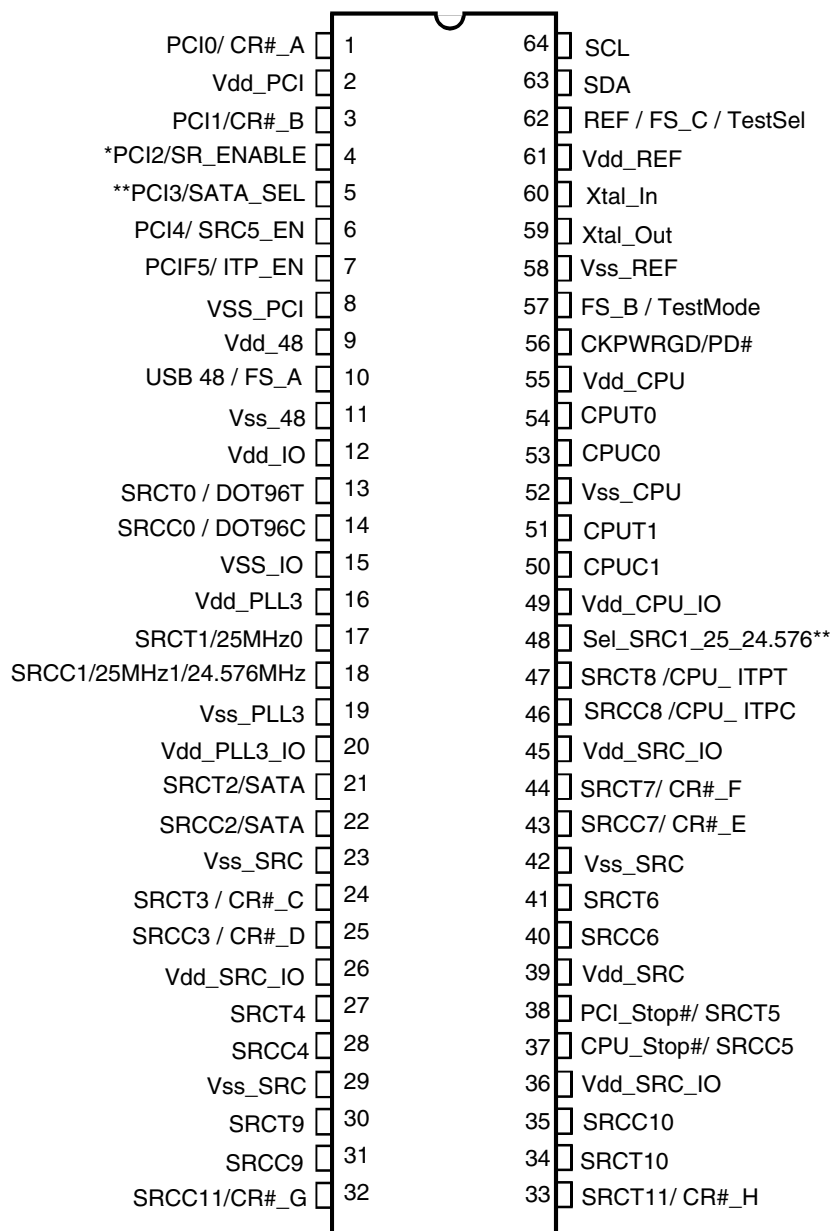 PCI0/ CR#_A 1 64 SCL
Vdd_PCI 2 63 SDA
PCI1/CR#_B 3 62 REF / FS_C / TestSel
*PCI2/SR_ENABLE 4 61 Vdd_REF
**PCI3/SATA_SEL 5 60 Xtal_In
PCI4/ SRC5_EN 6 59 Xtal_Out
PCIF5/ ITP_EN 7 58 Vss_REF
VSS_PCI 8 57 FS_B / TestMode
Vdd_48 9 56 CKPWRGD/PD#
USB 48 / FS_A 10 55 Vdd_CPU
Vss_48 11 54 CPUT0
Vdd_IO 12 53 CPUC0
SRCT0 / DOT96T 13 52 Vss_CPU
SRCC0 / DOT96C 14 51 CPUT1
VSS_IO 15 50 CPUC1
Vdd_PLL3 16 49 Vdd_CPU_IO
SRCT1/25MHz0 17 48 Sel_SRC1_25_24.576**
SRCC1/25MHz1/24.576MHz 18 47 SRCT8 /CPU_ ITPT
Vss_PLL3 19 46 SRCC8 /CPU_ ITPC
Vdd_PLL3_IO 20 45 Vdd_SRC_IO
SRCT2/SATA 21 44 SRCT7/ CR#_F
SRCC2/SATA 22 43 SRCC7/ CR#_E
Vss_SRC 23 42 Vss_SRC
SRCT3 / CR#_C 24 41 SRCT6
SRCC3 / CR#_D 25 40 SRCC6
Vdd_SRC_IO 26 39 Vdd_SRC
SRCT4 27 38 PCI_Stop#/ SRCT5
SRCC4 28 37 CPU_Stop#/ SRCC5
Vss_SRC 29 36 Vdd_SRC_IO
SRCT9 30 35 SRCC10
SRCC9 31 34 SRCT10
SRCC11/CR#_G 32 33 SRCT11/ CR#_H